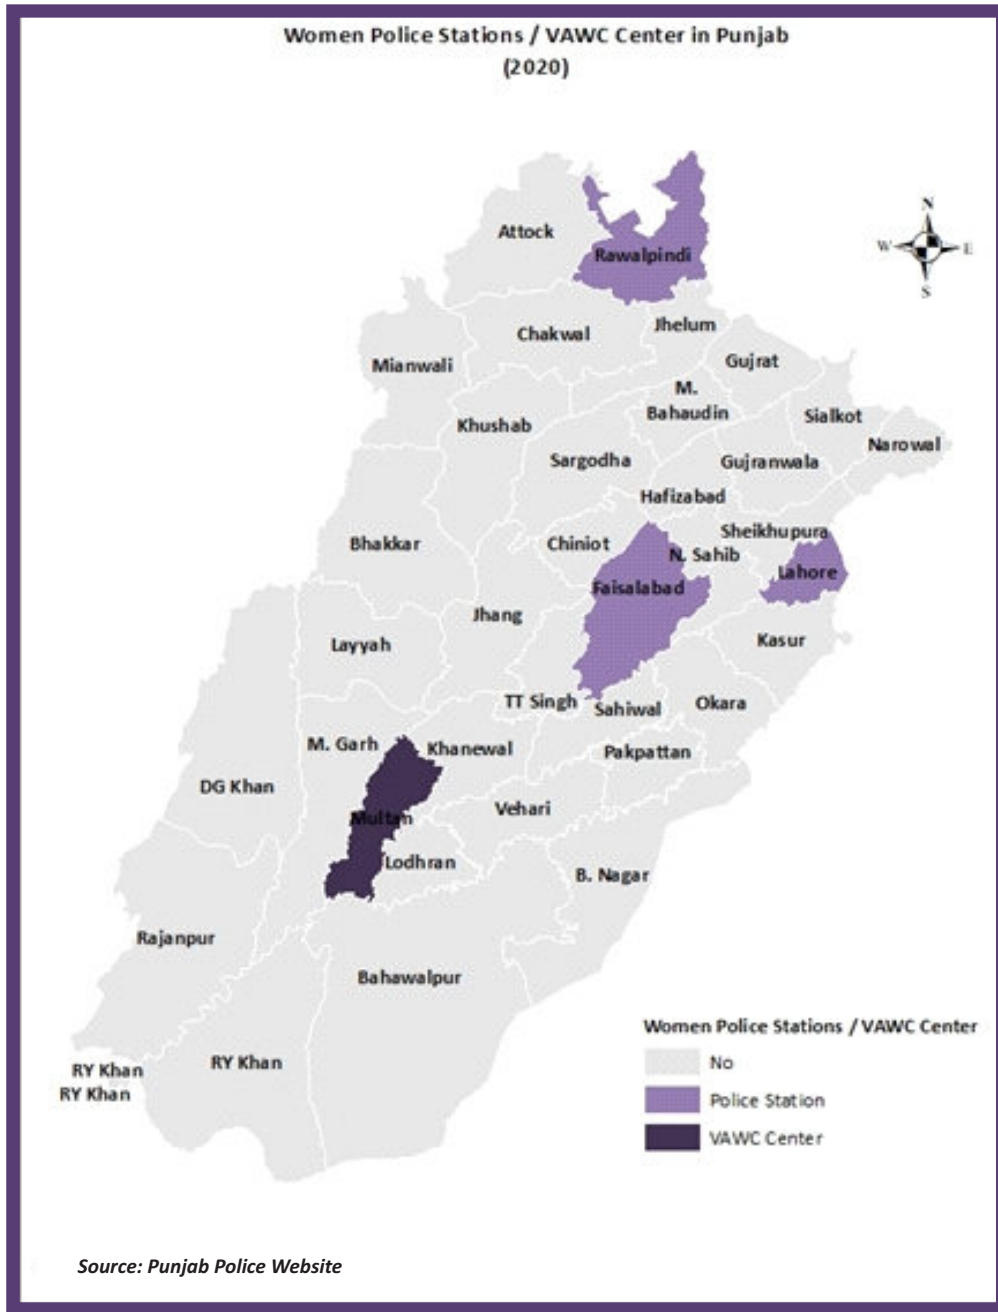 Women Police Stations / VAWC Center in Punjab
(2020)
N
W
E
S
Attock
Rawalpindi
Chakwal
Jhelum
Mianwali
Gujrat
M.
Bahaudin
Khushab
Sialkot
Narowal
Sargodha
Gujranwala
Hafizabad
Sheikhupura
Bhakkar
Chiniot
N. Sahib
Lahore
Faisalabad
Jhang
Layyah
Kasur
TT Singh
Sahiwal
Okara
M. Garh
Khanewal
Pakpattan
DG Khan
Multan
Vehari
Lodhran
B. Nagar
Rajanpur
Bahawalpur
RY Khan
RY Khan
RY Khan
Women Police Stations / VAWC Center
No
Police Station
VAWC Center
Source: Punjab Police Website